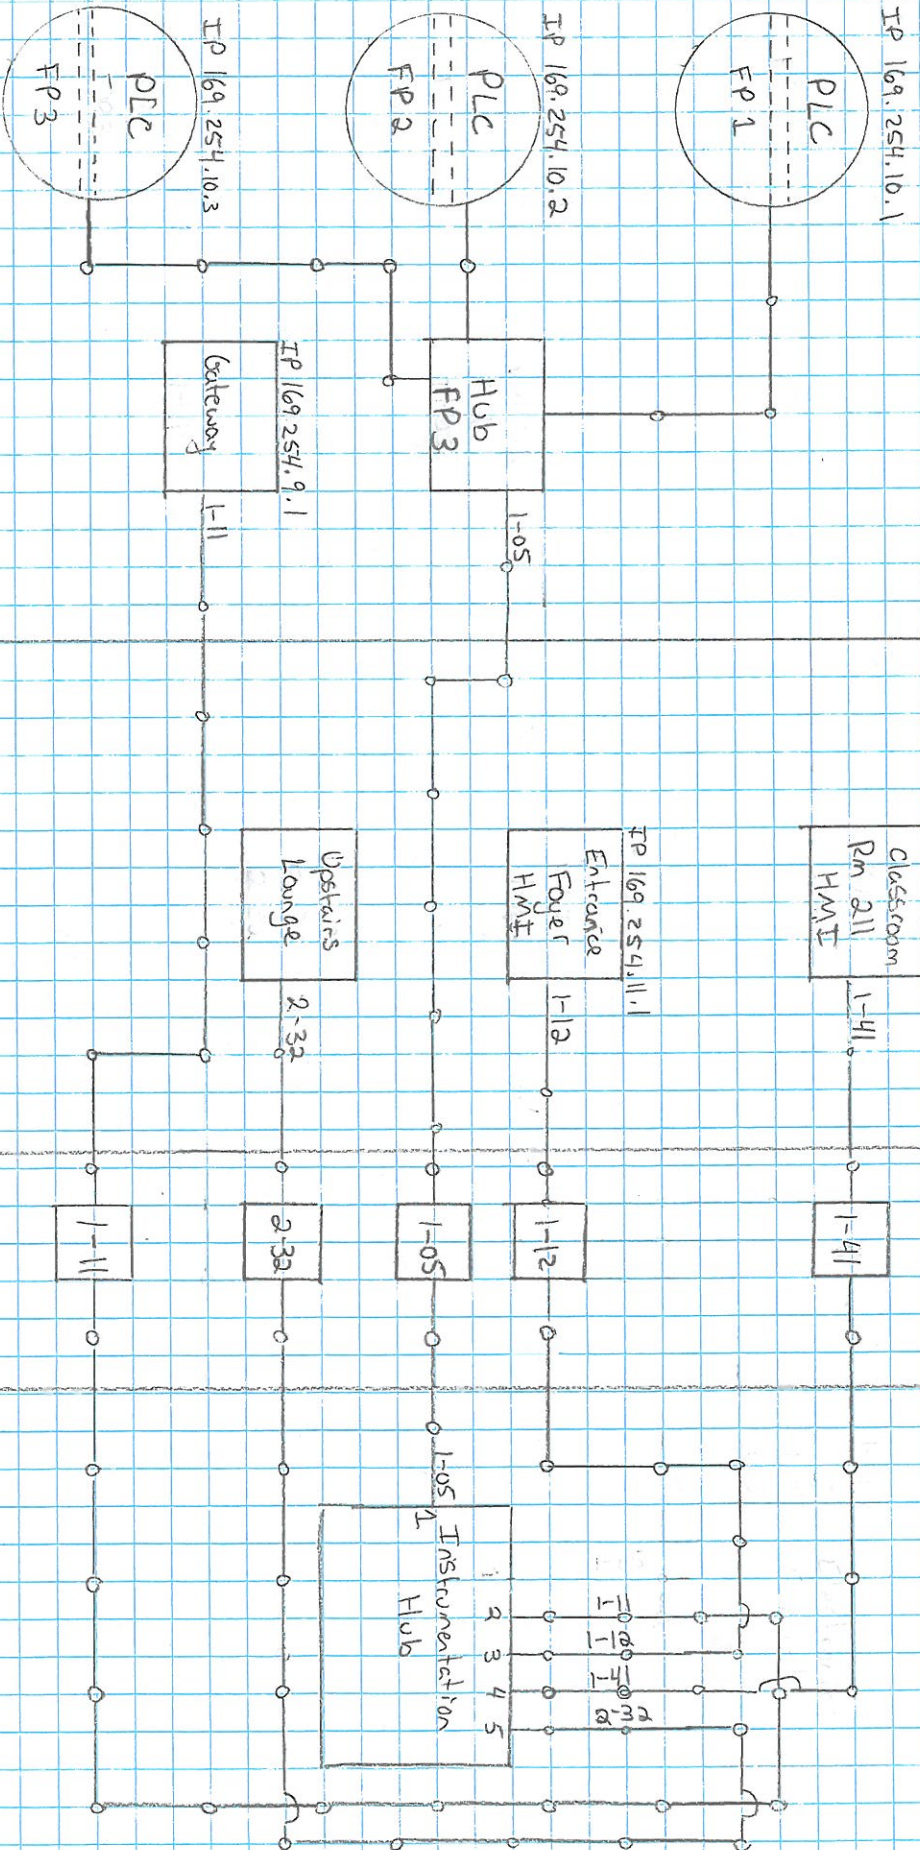 IP 169.254.10.1
PLC
FP 1
IP 169.254.10.2
PLC
FP 2
IP 169.254.10.3
PLC
FP 3
Hub
FP 3
1-05
IP 169.254.9.1
Gateway
1-11
Classroom
Rm 211
HMI
1-41
IP 169.254.11.1
Entrance
Foyer
HMI
1-12
Upstairs
Lounge
2-32
1-41
1-12
1-05
2-32
1-11
1-05
1
Instrumentation
Hub
2
3
4
5
1-11
1-12
1-41
2-32